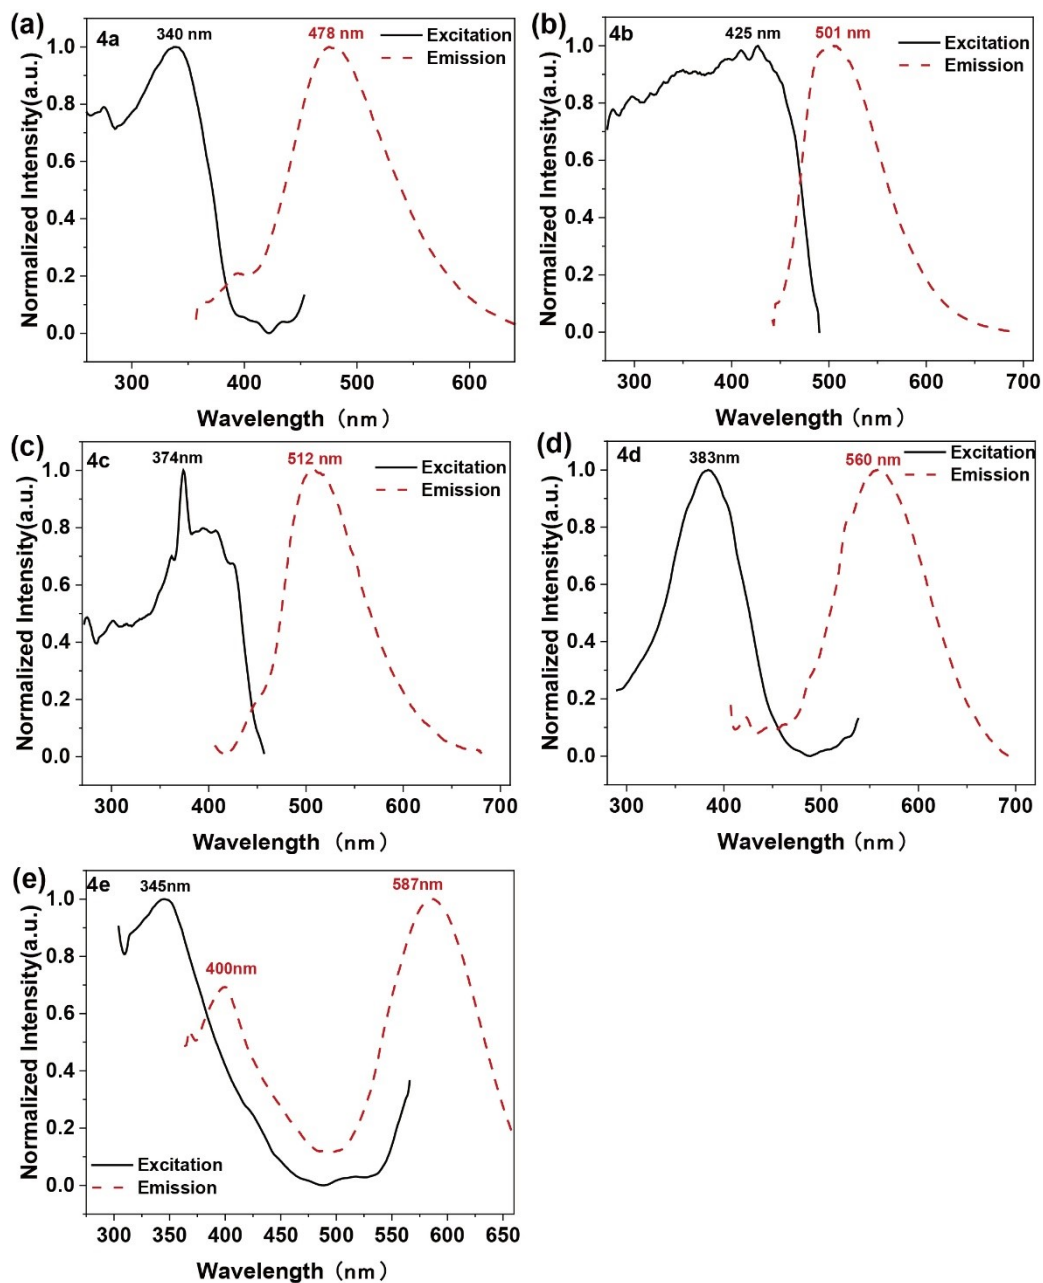 (a)
4a
340 nm
478 nm
Excitation
Emission
1.0
0.8
0.6
0.4
0.2
0.0
Normalized Intensity(a.u.)
300
400
500
600
Wavelength (nm)
(b)
4b
425 nm
501 nm
Excitation
Emission
1.0
0.8
0.6
0.4
0.2
0.0
Normalized Intensity(a.u.)
300
400
500
600
700
Wavelength (nm)
(c)
4c
374nm
512 nm
Excitation
Emission
1.0
0.8
0.6
0.4
0.2
0.0
Normalized Intensity(a.u.)
300
400
500
600
700
Wavelength (nm)
(d)
4d
383nm
560 nm
Excitation
Emission
1.0
0.8
0.6
0.4
0.2
0.0
Normalized Intensity(a.u.)
300
400
500
600
700
Wavelength (nm)
(e)
4e
345nm
587nm
400nm
1.0
0.8
0.6
0.4
0.2
0.0
Normalized Intensity(a.u.)
Excitation
Emission
300
350
400
450
500
550
600
650
Wavelength (nm)